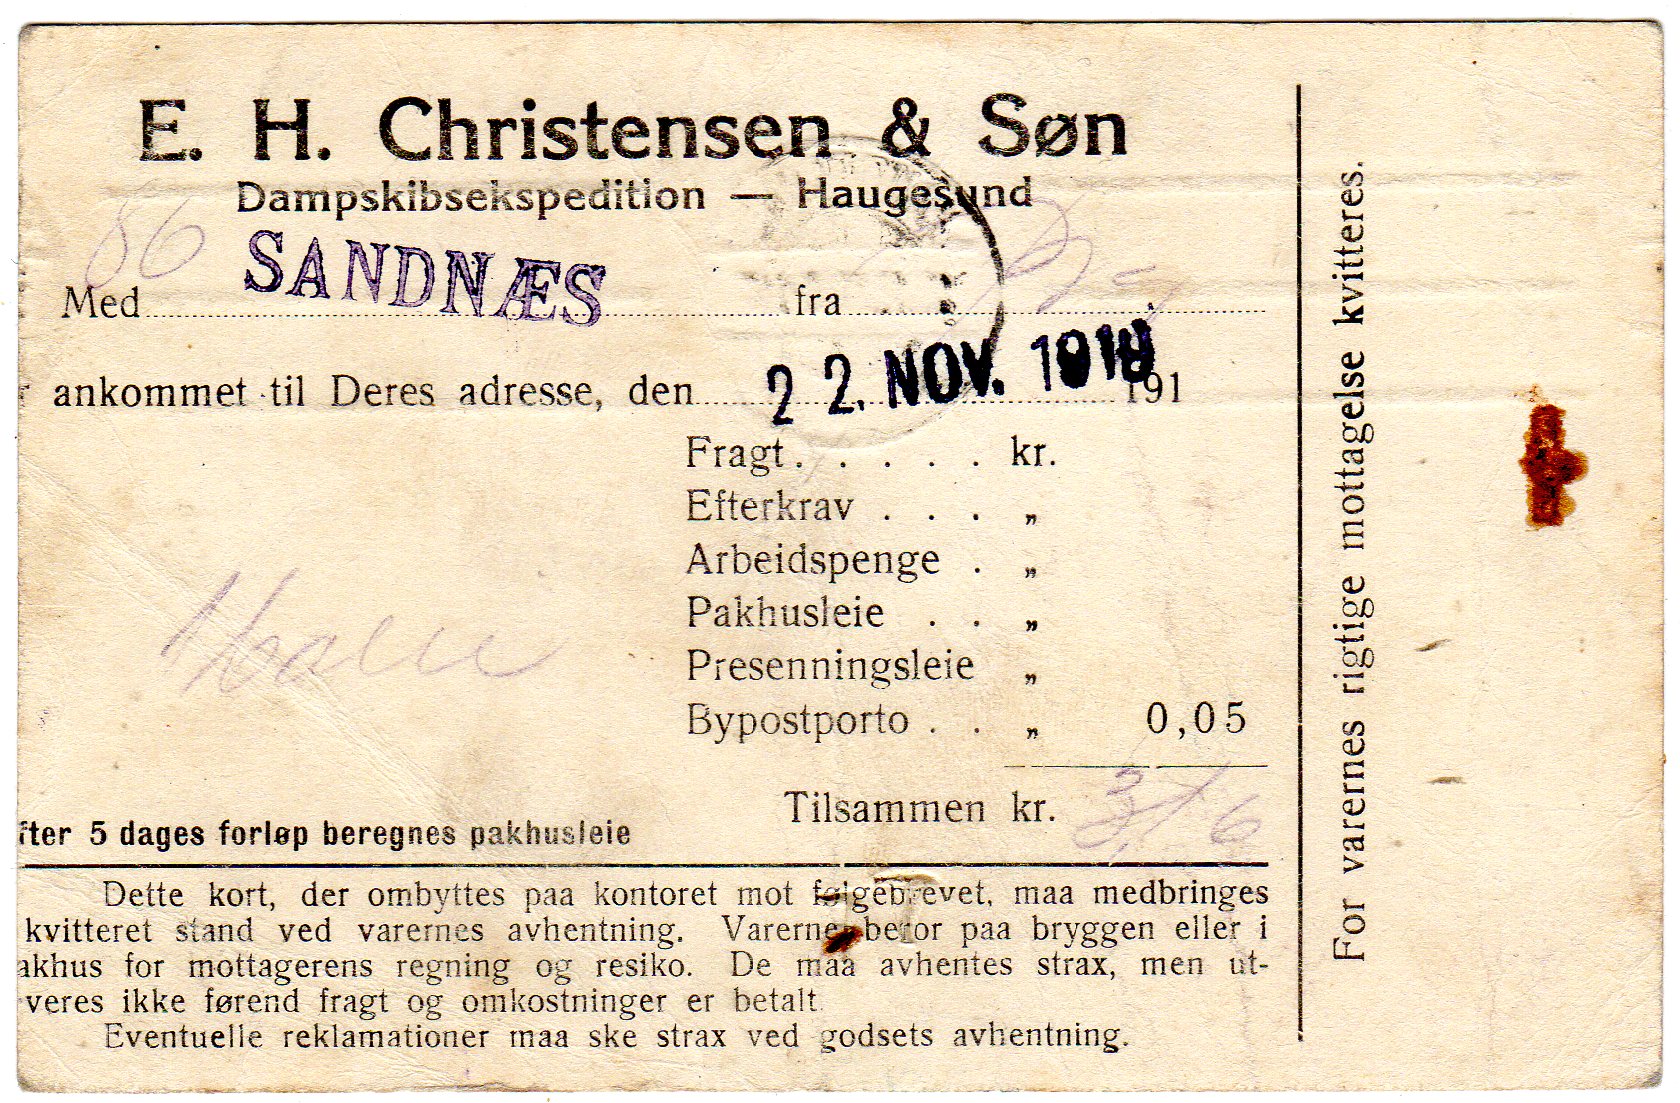 E. H. Christensen & Søn
Dampskibsekspedition — Haugesund
86
Med SANDNÆS fra
ankommet til Deres adresse, den 22. NOV. 191
Fragt . . . . . kr.
Efterkrav . . . „
Arbeidspenge . „
Pakhusleie . . „
Presenningsleie „
Bypostporto . . „ 0,05
Tilsammen kr.
fter 5 dages forløp beregnes pakhusleie
Dette kort, der ombyttes paa kontoret mot følgebrevet, maa medbringes
kvitteret stand ved varernes avhentning. Varerne beror paa bryggen eller i
akhus for mottagerens regning og resiko. De maa avhentes strax, men ut-
veres ikke førend fragt og omkostninger er betalt.
Eventuelle reklamationer maa ske strax ved godsets avhentning.
For varernes rigtige mottagelse kvitteres.